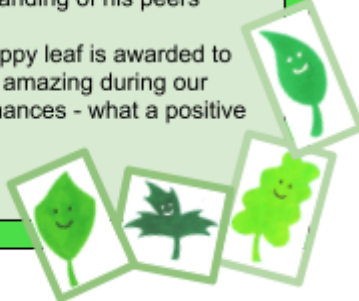 of his peers
leaf is awarded to
amazing during our
- what a positive